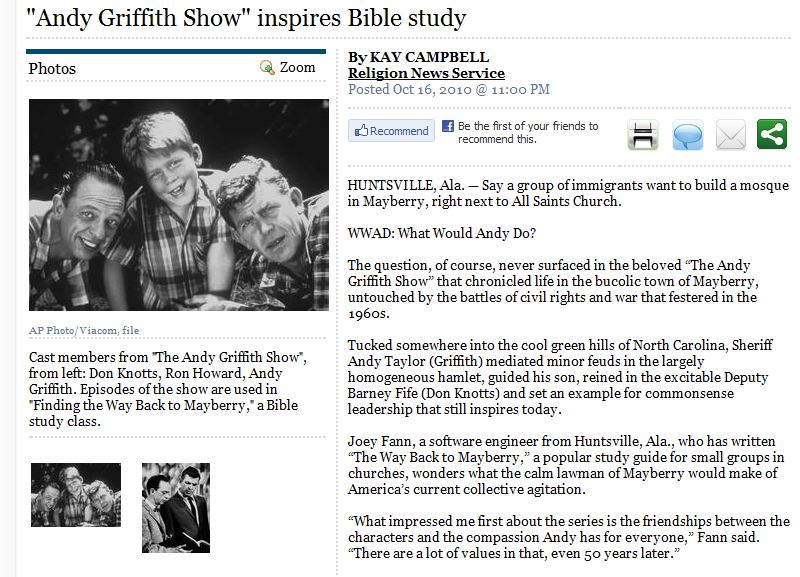 "Andy Griffith Show" inspires Bible study
Photos
Zoom
AP Photo/Viacom, file
Cast members from "The Andy Griffith Show",
from left: Don Knotts, Ron Howard, Andy
Griffith. Episodes of the show are used in
"Finding the Way Back to Mayberry," a Bible
study class.
By KAY CAMPBELL
Religion News Service
Posted Oct 16, 2010 @ 11:00 PM
Recommend
Be the first of your friends to
recommend this.
HUNTSVILLE, Ala. — Say a group of immigrants want to build a mosque
in Mayberry, right next to All Saints Church.
WWAD: What Would Andy Do?
The question, of course, never surfaced in the beloved “The Andy
Griffith Show” that chronicled life in the bucolic town of Mayberry,
untouched by the battles of civil rights and war that festered in the
1960s.
Tucked somewhere into the cool green hills of North Carolina, Sheriff
Andy Taylor (Griffith) mediated minor feuds in the largely
homogeneous hamlet, guided his son, reined in the excitable Deputy
Barney Fife (Don Knotts) and set an example for commonsense
leadership that still inspires today.
Joey Fann, a software engineer from Huntsville, Ala., who has written
“The Way Back to Mayberry,” a popular study guide for small groups in
churches, wonders what the calm lawman of Mayberry would make of
America’s current collective agitation.
“What impressed me first about the series is the friendships between the
characters and the compassion Andy has for everyone,” Fann said.
“There are a lot of values in that, even 50 years later.”